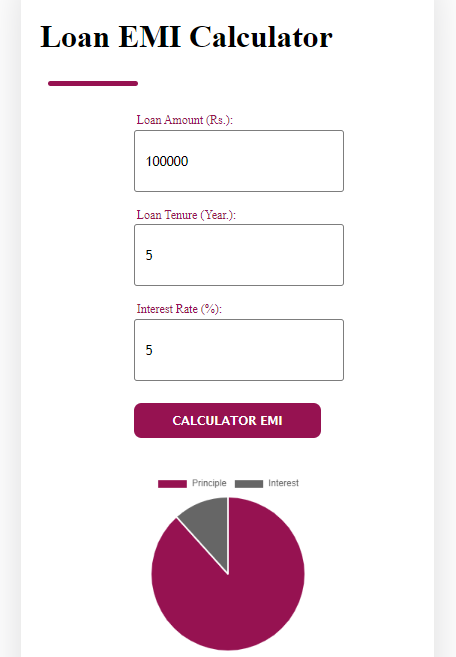 Loan EMI Calculator
Loan Amount (Rs.):
100000
Loan Tenure (Year.):
5
Interest Rate (%):
5
CALCULATOR EMI
Principle Interest